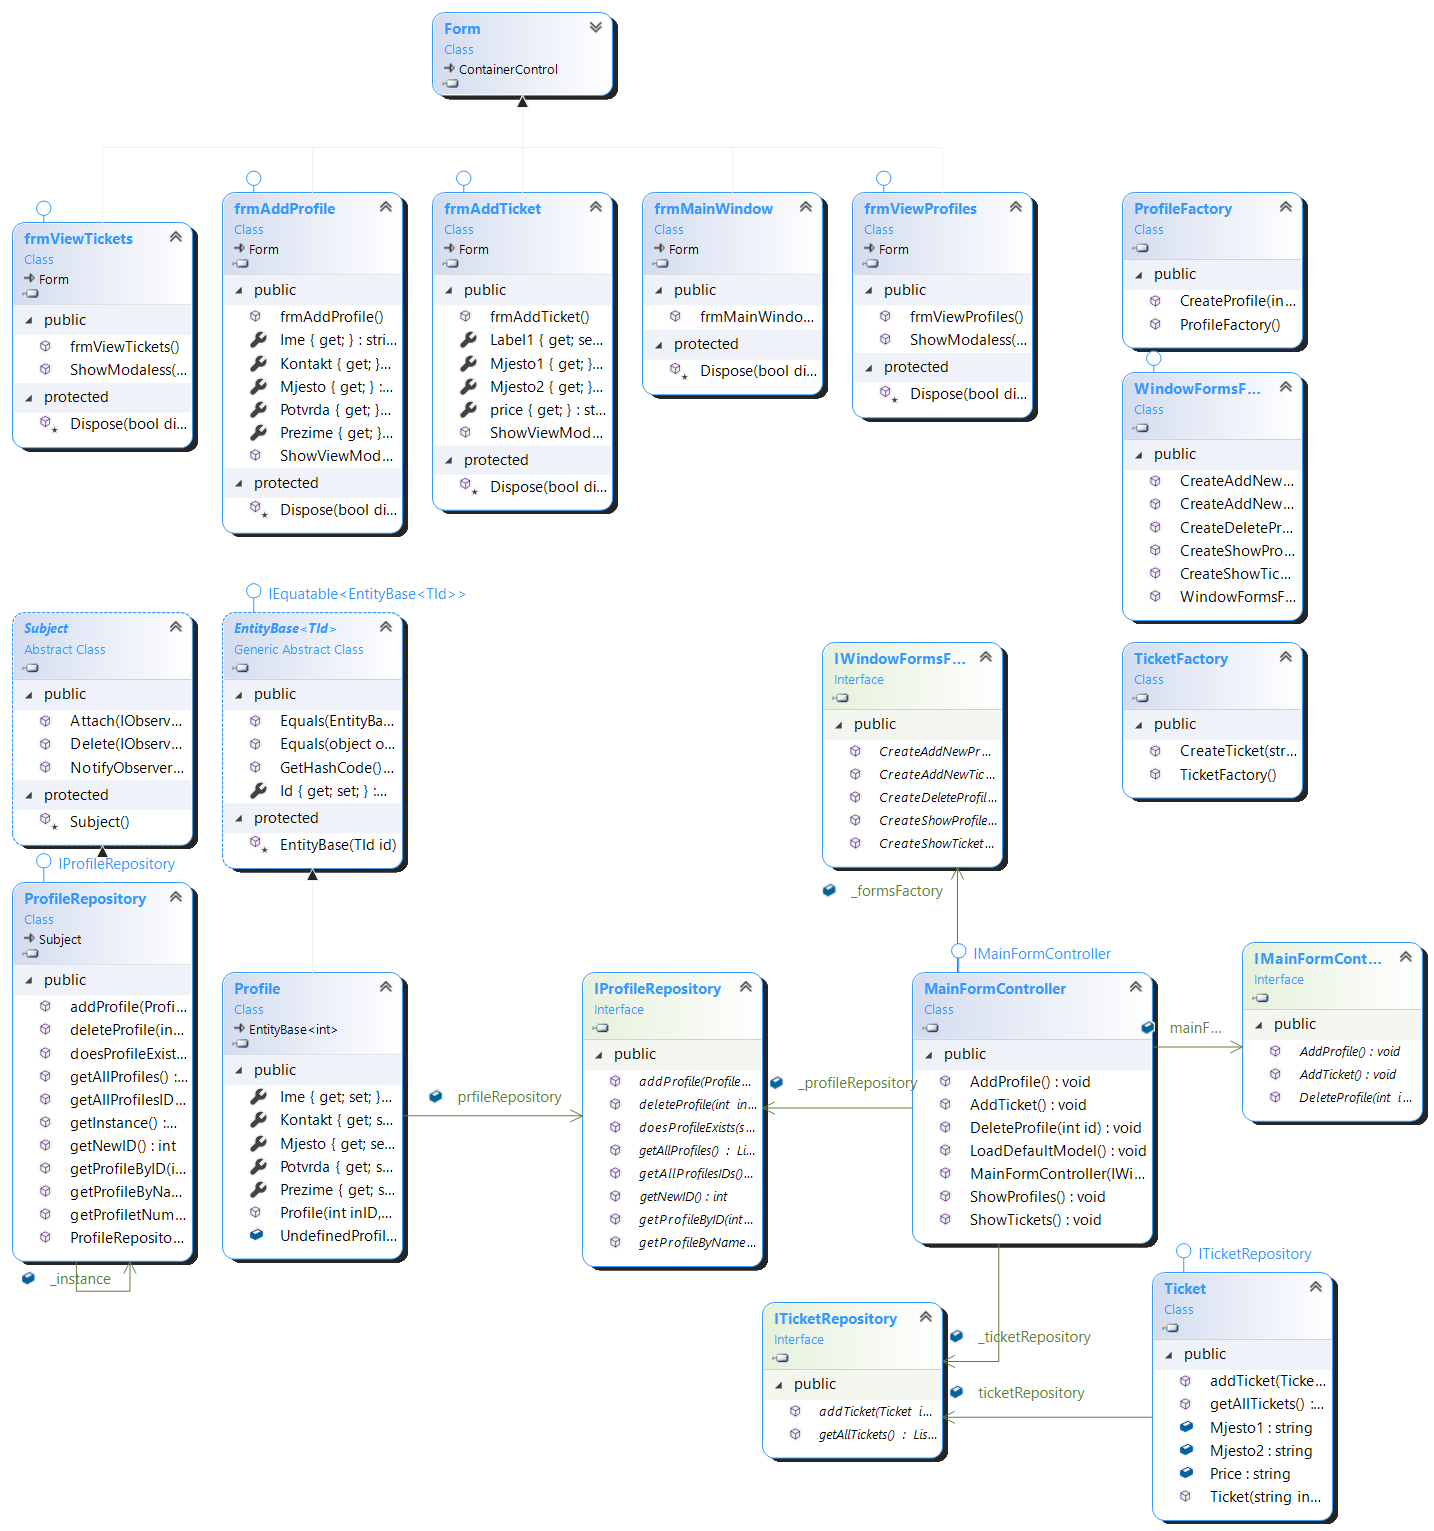 Form
Class
ContainerControl
frmViewTickets
Class
Form
public
frmViewTickets()
ShowModaless(...
protected
Dispose(bool di...
frmAddProfile
Class
Form
public
frmAddProfile()
Ime { get; } : stri...
Kontakt { get; }...
Mjesto { get; } :...
Potvrda { get; }...
Prezime { get; }...
ShowViewMod...
protected
Dispose(bool di...
frmAddTicket
Class
Form
public
frmAddTicket()
Label1 { get; se...
Mjesto1 { get; }...
Mjesto2 { get; }...
price { get; } : st...
ShowViewMod...
protected
Dispose(bool di...
frmMainWindow
Class
Form
public
frmMainWindo...
protected
Dispose(bool di...
frmViewProfiles
Class
Form
public
frmViewProfiles()
ShowModaless(...
protected
Dispose(bool di...
ProfileFactory
Class
public
CreateProfile(in...
ProfileFactory()
WindowFormsF...
Class
public
CreateAddNew...
CreateAddNew...
CreateDeletePr...
CreateShowPro...
CreateShowTic...
WindowFormsF...
Subject
Abstract Class
public
Attach(IObserv...
Delete(IObserv...
NotifyObserver...
protected
Subject()
IEquatable<EntityBase<TId>>
EntityBase<TId>
Generic Abstract Class
public
Equals(EntityBa...
Equals(object o...
GetHashCode()...
Id { get; set; } :...
protected
EntityBase(TId id)
IWindowFormsF...
Interface
public
CreateAddNewPr...
CreateAddNewTic...
CreateDeleteProfil...
CreateShowProfile...
CreateShowTicket...
TicketFactory
Class
public
CreateTicket(str...
TicketFactory()
IProfileRepository
ProfileRepository
Class
Subject
public
addProfile(Profi...
deleteProfile(in...
doesProfileExist...
getAllProfiles() :...
getAllProfilesID...
getInstance() :...
getNewID() : int
getProfileByID(i...
getProfileByNa...
getProfiletNum...
ProfileReposito...
_instance
Profile
Class
EntityBase<int>
public
Ime { get; set; }...
Kontakt { get; s...
Mjesto { get; se...
Potvrda { get; s...
Prezime { get; s...
Profile(int inID,...
UndefinedProfil...
prfileRepository
IProfileRepository
Interface
public
addProfile(Profile...
deleteProfile(int in...
doesProfileExists(s...
getAllProfiles() : Li...
getAllProfilesIDs()...
getNewID() : int
getProfileByID(int...
getProfileByName...
_profileRepository
_formsFactory
IMainFormController
MainFormController
Class
public
AddProfile() : void
AddTicket() : void
DeleteProfile(int id) : void
LoadDefaultModel() : void
MainFormController(IWi...
ShowProfiles() : void
ShowTickets() : void
mainF...
IMainFormCont...
Interface
public
AddProfile() : void
AddTicket() : void
DeleteProfile(int i...
ITicketRepository
Interface
public
addTicket(Ticket i...
getAllTickets() : Lis...
_ticketRepository
ticketRepository
ITicketRepository
Ticket
Class
public
addTicket(Ticke...
getAllTickets() :...
Mjesto1 : string
Mjesto2 : string
Price : string
Ticket(string in...